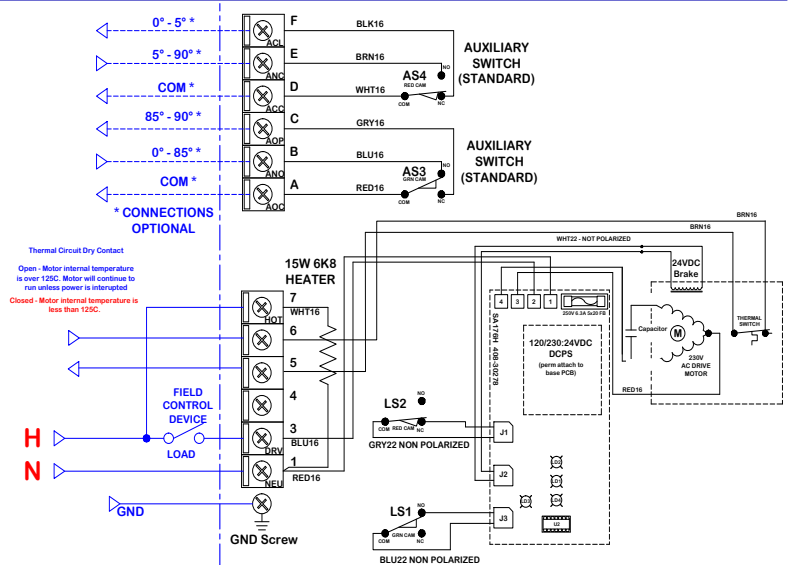 0° - 5° *
5° - 90° *
COM *
85° - 90° *
0° - 85° *
COM *
* CONNECTIONS
OPTIONAL
F
ACL
E
ANC
D
ACC
C
AOP
B
ANO
A
AOC
BLK16
BRN16
WHT16
GRY16
BLU16
RED16
AS4
RED CAM
NO
COM
NC
AUXILIARY
SWITCH
(STANDARD)
AS3
GRN CAM
NO
COM
NC
AUXILIARY
SWITCH
(STANDARD)
Thermal Circuit Dry Contact
Open - Motor internal temperature
is over 125C. Motor will continue to
run unless power is interupted
Closed - Motor internal temperature is
less than 125C.
15W 6K8
HEATER
7
WHT16
HOT
6
5
4
3
BLU16
DRV
1
RED16
NEU
FIELD
CONTROL
DEVICE
LOAD
H
N
GND
GND Screw
BRN16
BRN16
WHT22 - NOT POLARIZED
24VDC
Brake
4
3
2
1
250V 6.3A 5x20 FB
SA176H 408-30278
120/230:24VDC
DCPS
(perm attach to
base PCB)
Capacitor
M
230V
AC DRIVE
MOTOR
THERMAL
SWITCH
RED16
LS2
NO
COM
RED CAM
NC
GRY22 NON POLARIZED
J1
J2
J3
LD2
LD1
LD3
LD4
U2
LS1
NO
COM
GRN CAM
NC
BLU22 NON POLARIZED